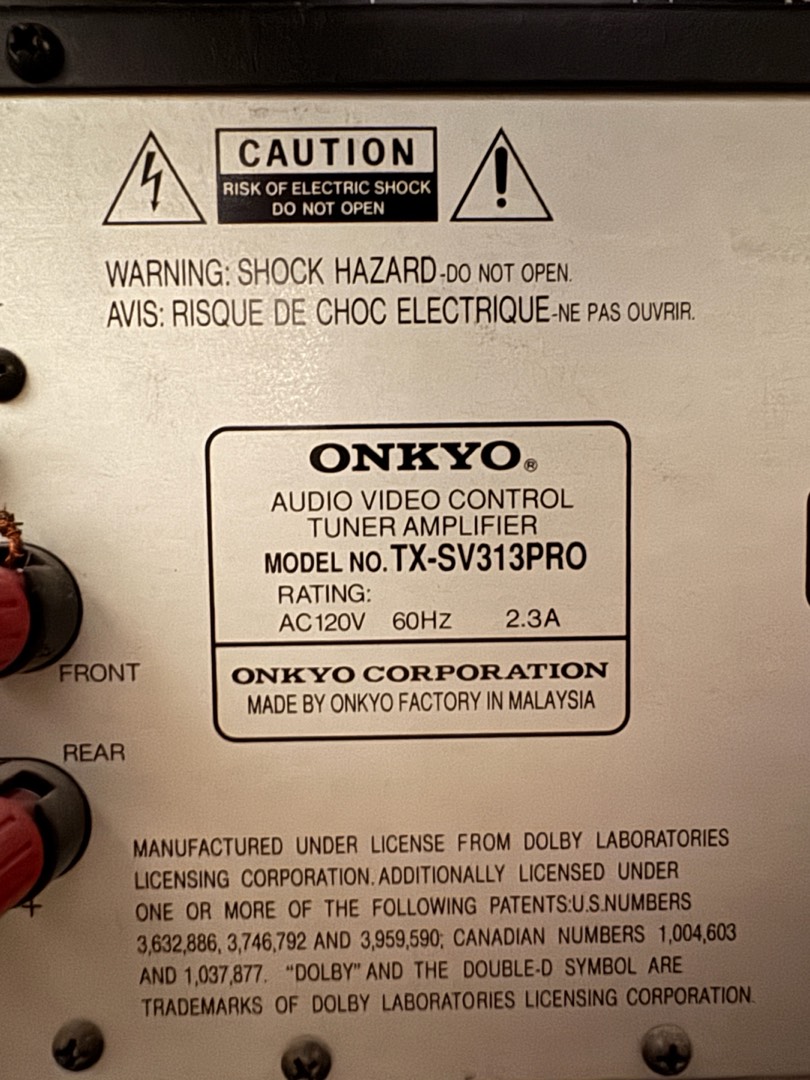 CAUTION
RISK OF ELECTRIC SHOCK
DO NOT OPEN
WARNING: SHOCK HAZARD-DO NOT OPEN.
AVIS: RISQUE DE CHOC ELECTRIQUE-NE PAS OUVRIR.
ONKYO®
AUDIO VIDEO CONTROL
TUNER AMPLIFIER
MODEL NO. TX-SV313PRO
RATING:
AC120V 60HZ 2.3A
ONKYO CORPORATION
MADE BY ONKYO FACTORY IN MALAYSIA
FRONT
REAR
+
MANUFACTURED UNDER LICENSE FROM DOLBY LABORATORIES
LICENSING CORPORATION. ADDITIONALLY LICENSED UNDER
ONE OR MORE OF THE FOLLOWING PATENTS:U.S.NUMBERS
3,632,886, 3,746,792 AND 3,959,590; CANADIAN NUMBERS 1,004,603
AND 1,037,877. "DOLBY" AND THE DOUBLE-D SYMBOL ARE
TRADEMARKS OF DOLBY LABORATORIES LICENSING CORPORATION.